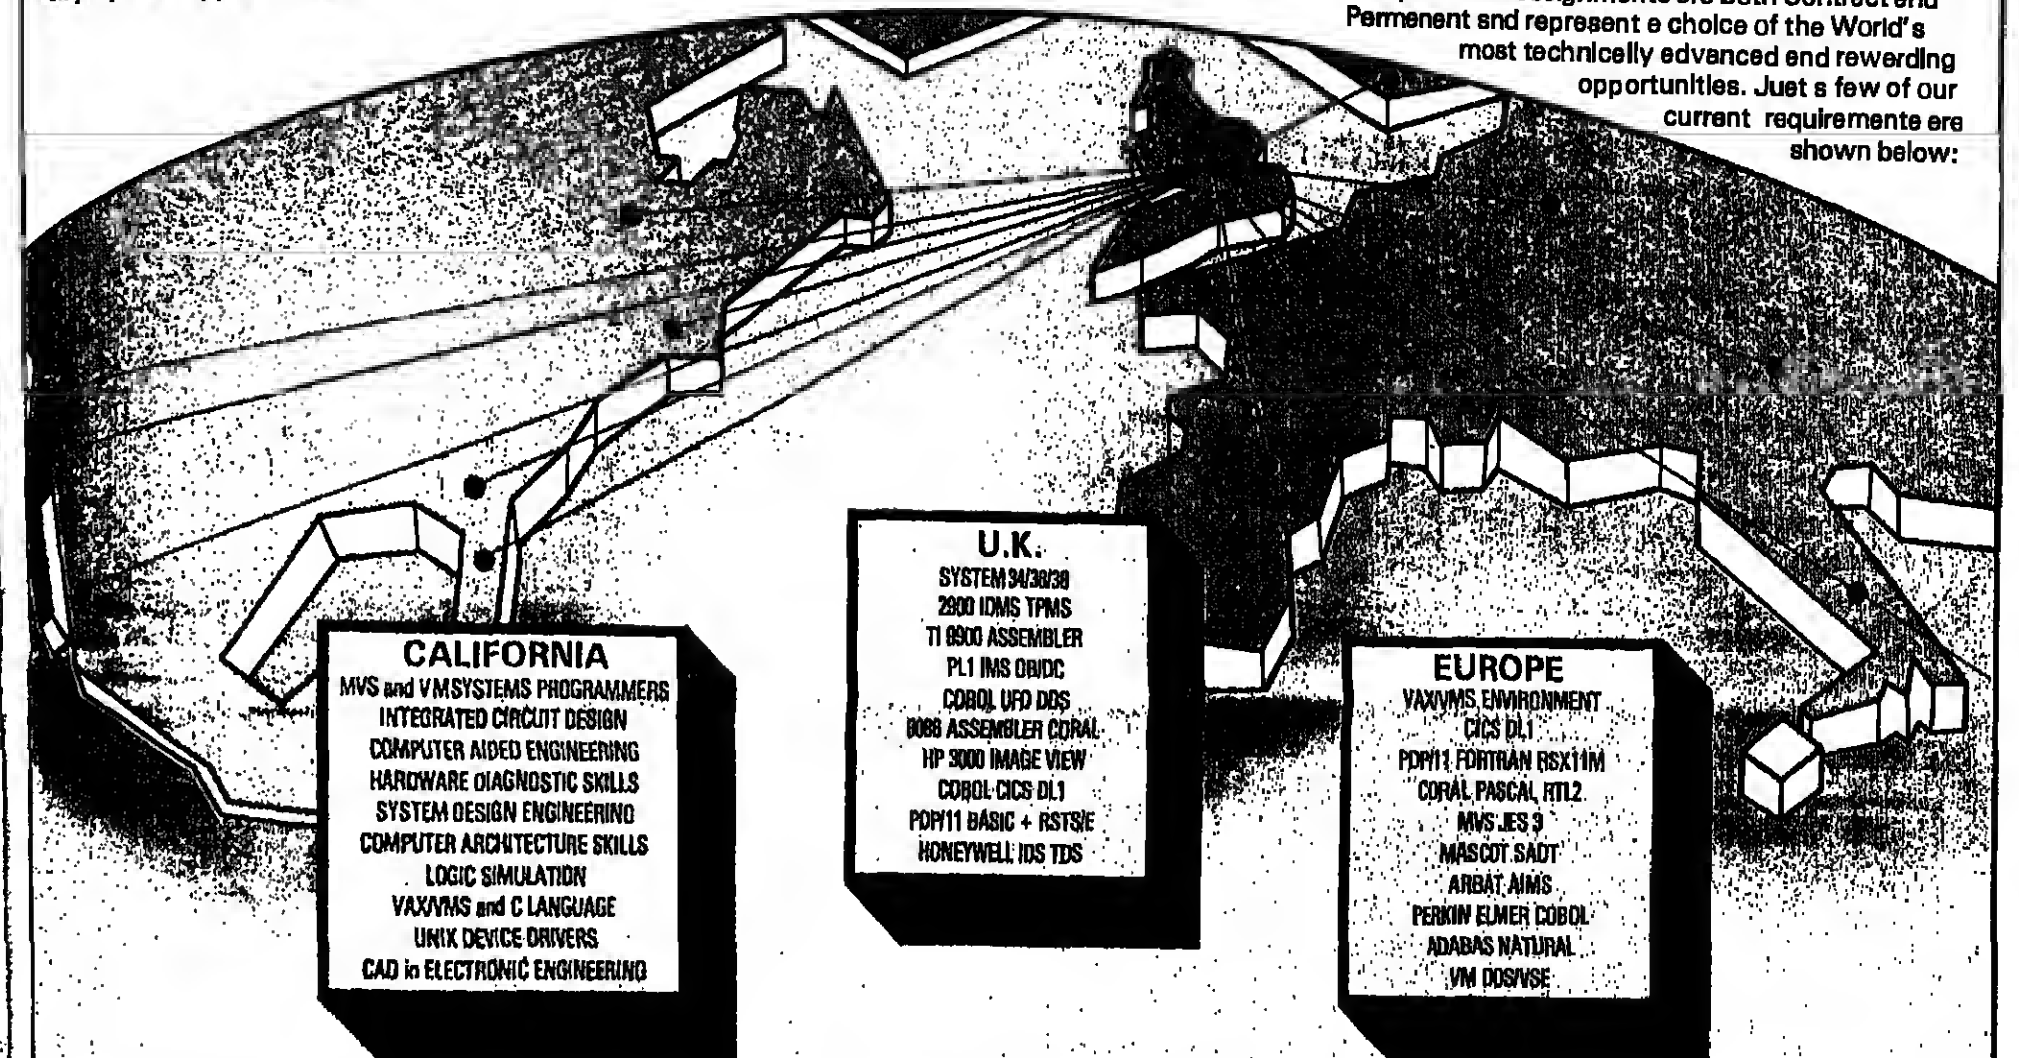 Permenent snd represent e choice of the World's
most technicelly edvanced end rewerding
opportunities. Juet s few of our
current requiremente ere
shown below:
U.K.
SYSTEM 34/36/38
2900 IDMS TPMS
TI 9900 ASSEMBLER
PL1 IMS DB/DC
COBOL UFO DDS
8086 ASSEMBLER CORAL
HP 3000 IMAGE VIEW
COBOL CICS DL1
PDP/11 BASIC + RSTS/E
HONEYWELL IDS TDS
CALIFORNIA
MVS and VM SYSTEMS PROGRAMMERS
INTEGRATED CIRCUIT DESIGN
COMPUTER AIDED ENGINEERING
HARDWARE DIAGNOSTIC SKILLS
SYSTEM DESIGN ENGINEERING
COMPUTER ARCHITECTURE SKILLS
LOGIC SIMULATION
VAX/VMS and C LANGUAGE
UNIX DEVICE DRIVERS
CAD in ELECTRONIC ENGINEERING
EUROPE
VAX/VMS ENVIRONMENT
CICS DL1
PDP/11 FORTRAN RSX11M
CORAL PASCAL RTL2
MVS JES 3
MASCOT SADT
ARBAT AIMS
PERKIN ELMER COBOL
ADABAS NATURAL
VM DOS/VSE